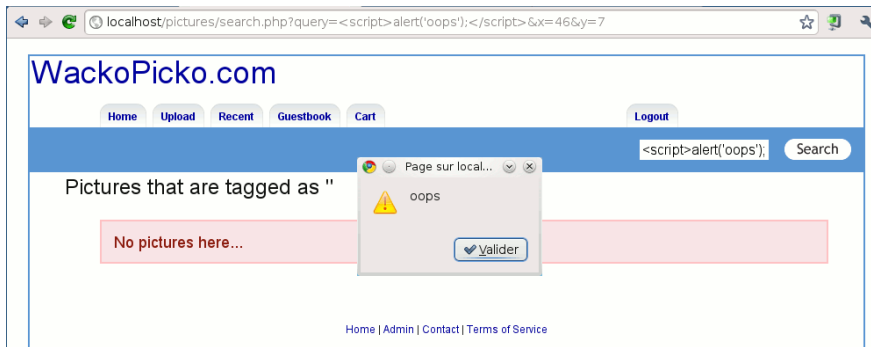 localhost/pictures/search.php?query=<script>alert('oops');</script>&x=46&y=7
WackoPicko.com
Home Upload Recent Guestbook Cart Logout
<script>alert('oops'); Search
Page sur local...
Pictures that are tagged as ''
oops
No pictures here...
Valider
Home | Admin | Contact | Terms of Service